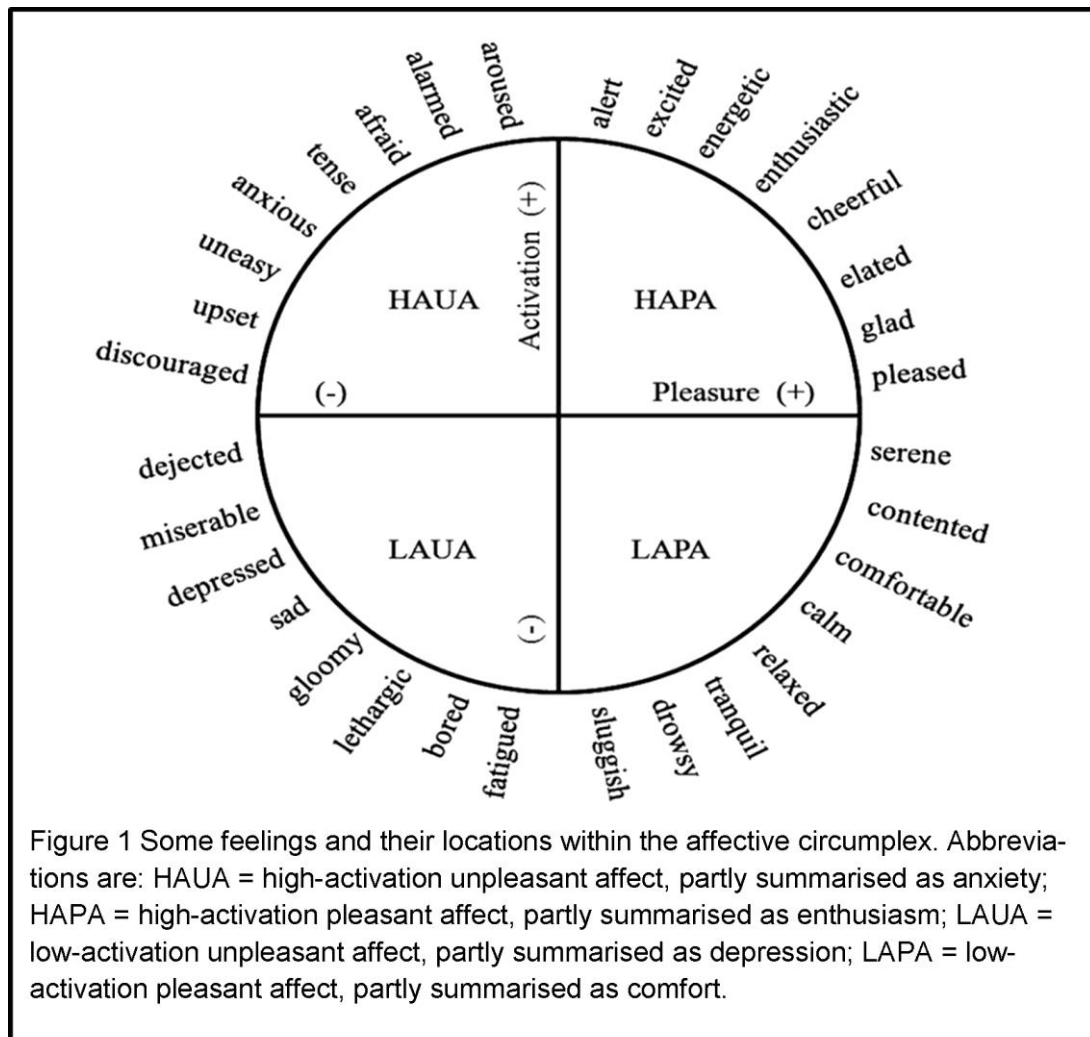 aroused
alarmed
afraid
tense
anxious
uneasy
upset
discouraged
alert
excited
energetic
enthusiastic
cheerful
elated
glad
pleased
Activation (+)
HAUA
HAPA
(-)
Pleasure (+)
dejected
miserable
depressed
sad
gloomy
lethargic
bored
fatigued
LAUA
LAPA
(-)
serene
contented
comfortable
calm
relaxed
tranquil
drowsy
sluggish
Figure 1 Some feelings and their locations within the affective circumplex. Abbrevia-
tions are: HAUA = high-activation unpleasant affect, partly summarised as anxiety;
HAPA = high-activation pleasant affect, partly summarised as enthusiasm; LAUA =
low-activation unpleasant affect, partly summarised as depression; LAPA = low-
activation pleasant affect, partly summarised as comfort.